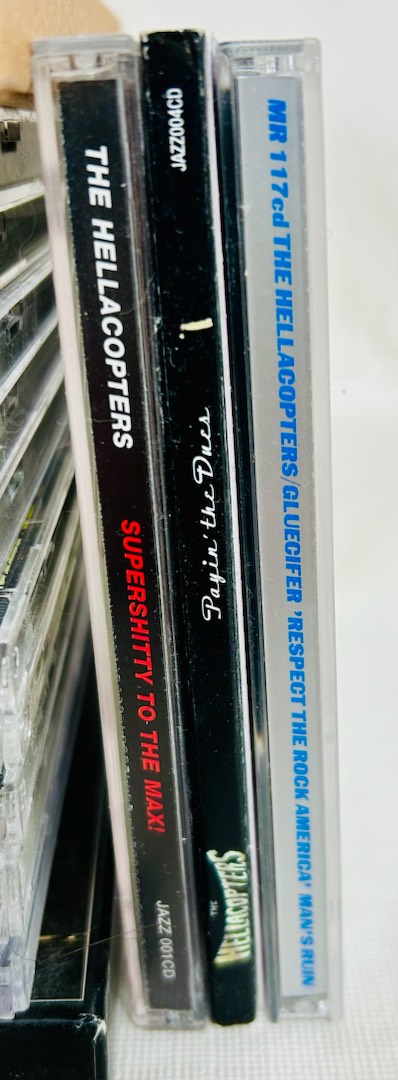 THE HELLACOPTERS SUPERSHITTY TO THE MAX! JAZZ 001CD
JAZZ004CD Payin' the Dues THE HELLACOPTERS
MR 117cd THE HELLACOPTERS/GLUECIFER 'RESPECT THE ROCK AMERICA' MAN'S RUIN